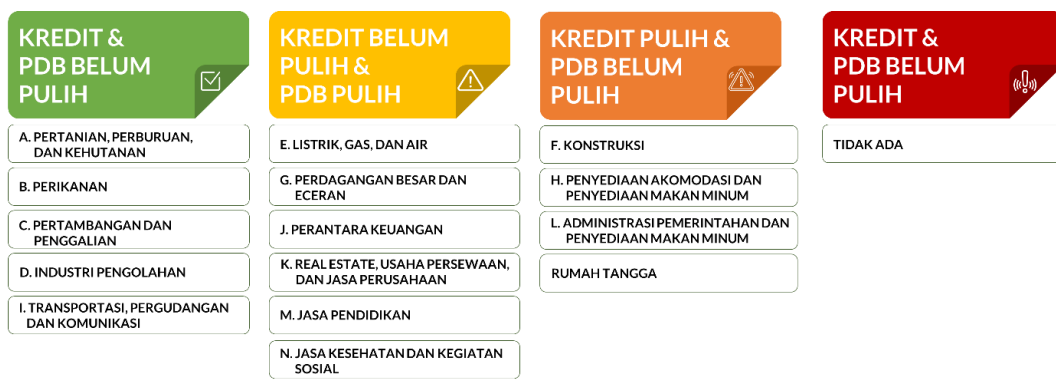 KREDIT &
PDB BELUM
PULIH
A. PERTANIAN, PERBURUAN,
DAN KEHUTANAN
B. PERIKANAN
C. PERTAMBANGAN DAN
PENGGALIAN
D. INDUSTRI PENGOLAHAN
I. TRANSPORTASI, PERGUDANGAN
DAN KOMUNIKASI
KREDIT BELUM
PULIH &
PDB PULIH
E. LISTRIK, GAS, DAN AIR
G. PERDAGANGAN BESAR DAN
ECERAN
J. PERANTARA KEUANGAN
K. REAL ESTATE, USAHA PERSEWAAN,
DAN JASA PERUSAHAAN
M. JASA PENDIDIKAN
N. JASA KESEHATAN DAN KEGIATAN
SOSIAL
KREDIT PULIH &
PDB BELUM
PULIH
F. KONSTRUKSI
H. PENYEDIAAN AKOMODASI DAN
PENYEDIAAN MAKAN MINUM
L. ADMINISTRASI PEMERINTAHAN DAN
PENYEDIAAN MAKAN MINUM
RUMAH TANGGA
KREDIT &
PDB BELUM
PULIH
TIDAK ADA